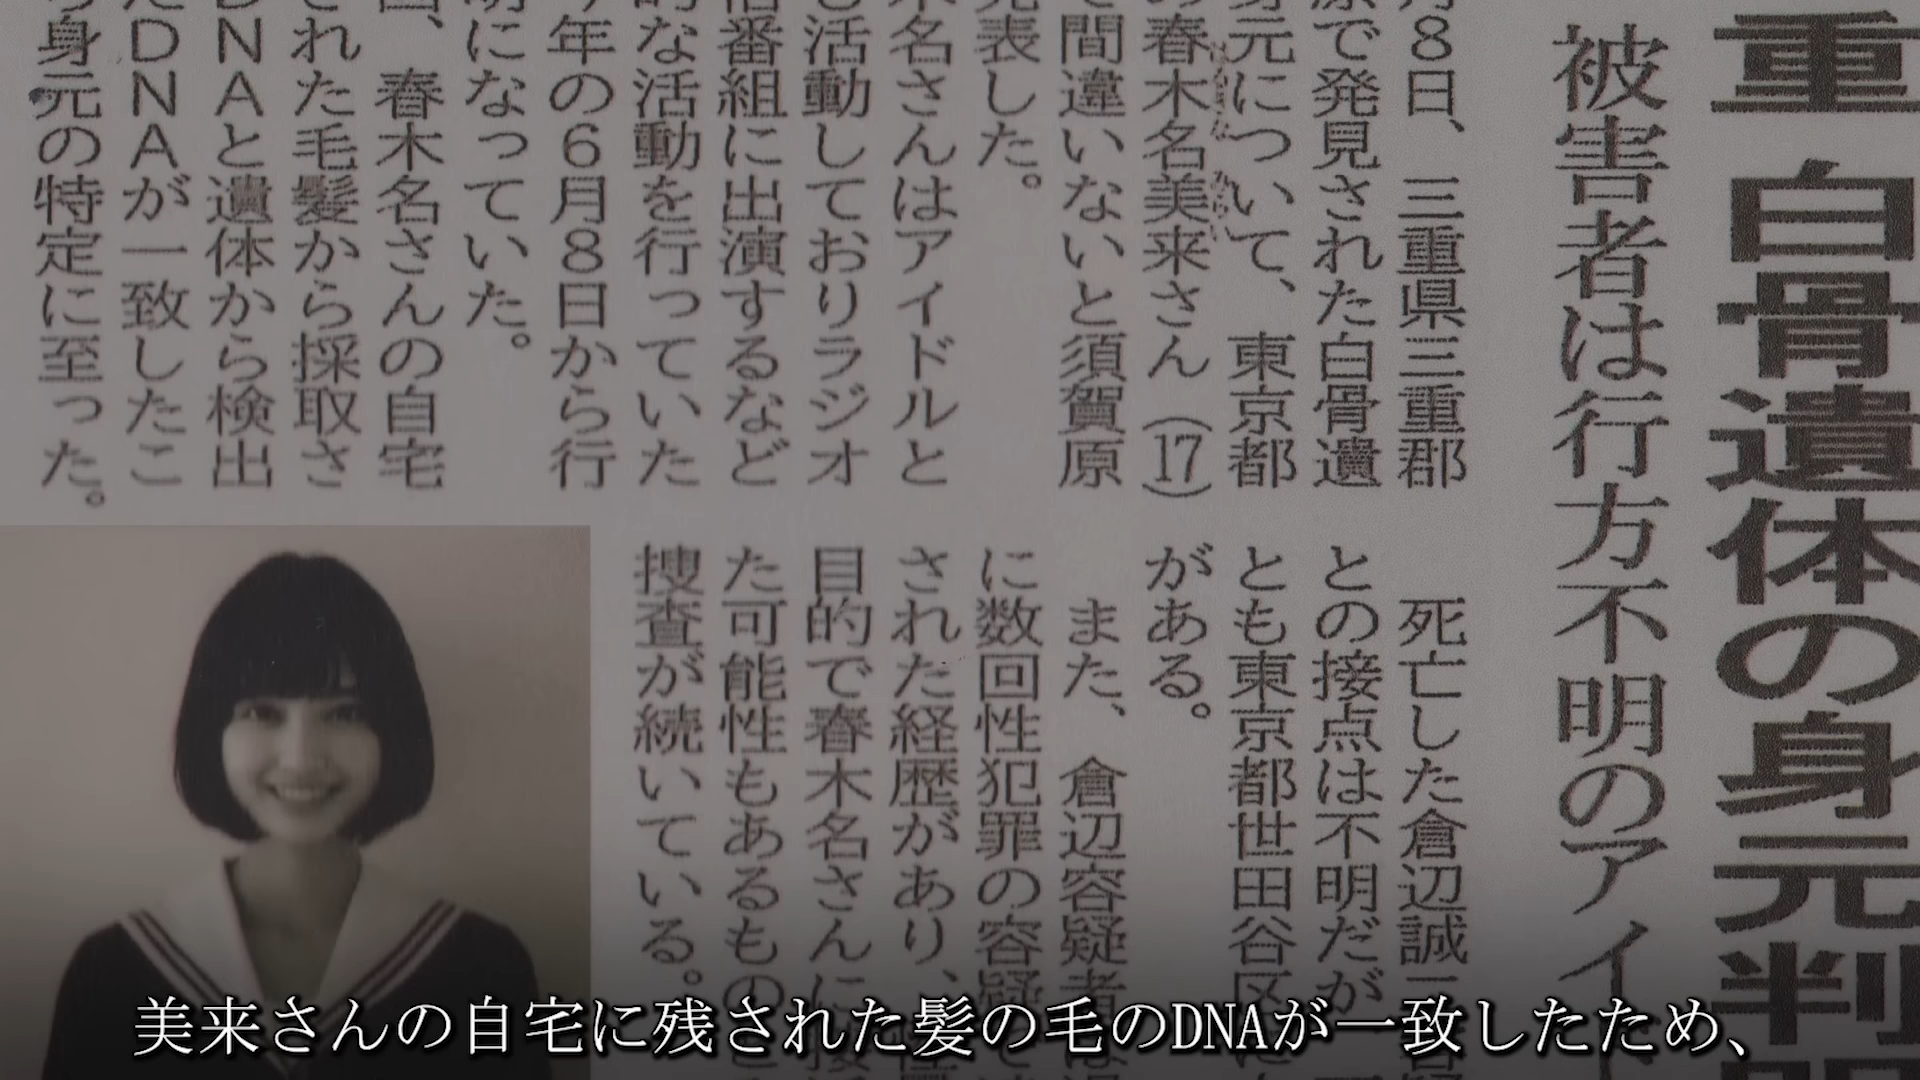 重 白骨遺体の身元判
被害者は行方不明のアイ
月8日、三重県三重郡
原で発見された白骨遺
身元について、東京都
の春木名美来さん(17)
はるきな みらい
で間違いないと須賀原
発表した。
木名さんはアイドルと
も活動しておりラジオ
番組に出演するなど
的な活動を行っていた
年の6月8日から行
明になっていた。
回、春木名さんの自宅
された毛髪から採取さ
DNAと遺体から検出
たDNAが一致したこ
身元の特定に至った。
死亡した倉辺誠三
との接点は不明だが
とも東京都世田谷区に
がある。
また、倉辺容疑者は
に数回性犯罪の容疑で
された経歴があり、
目的で春木名さんに接
た可能性もあるものと
捜査が続いている。
美来さんの自宅に残された髪の毛のDNAが一致したため、